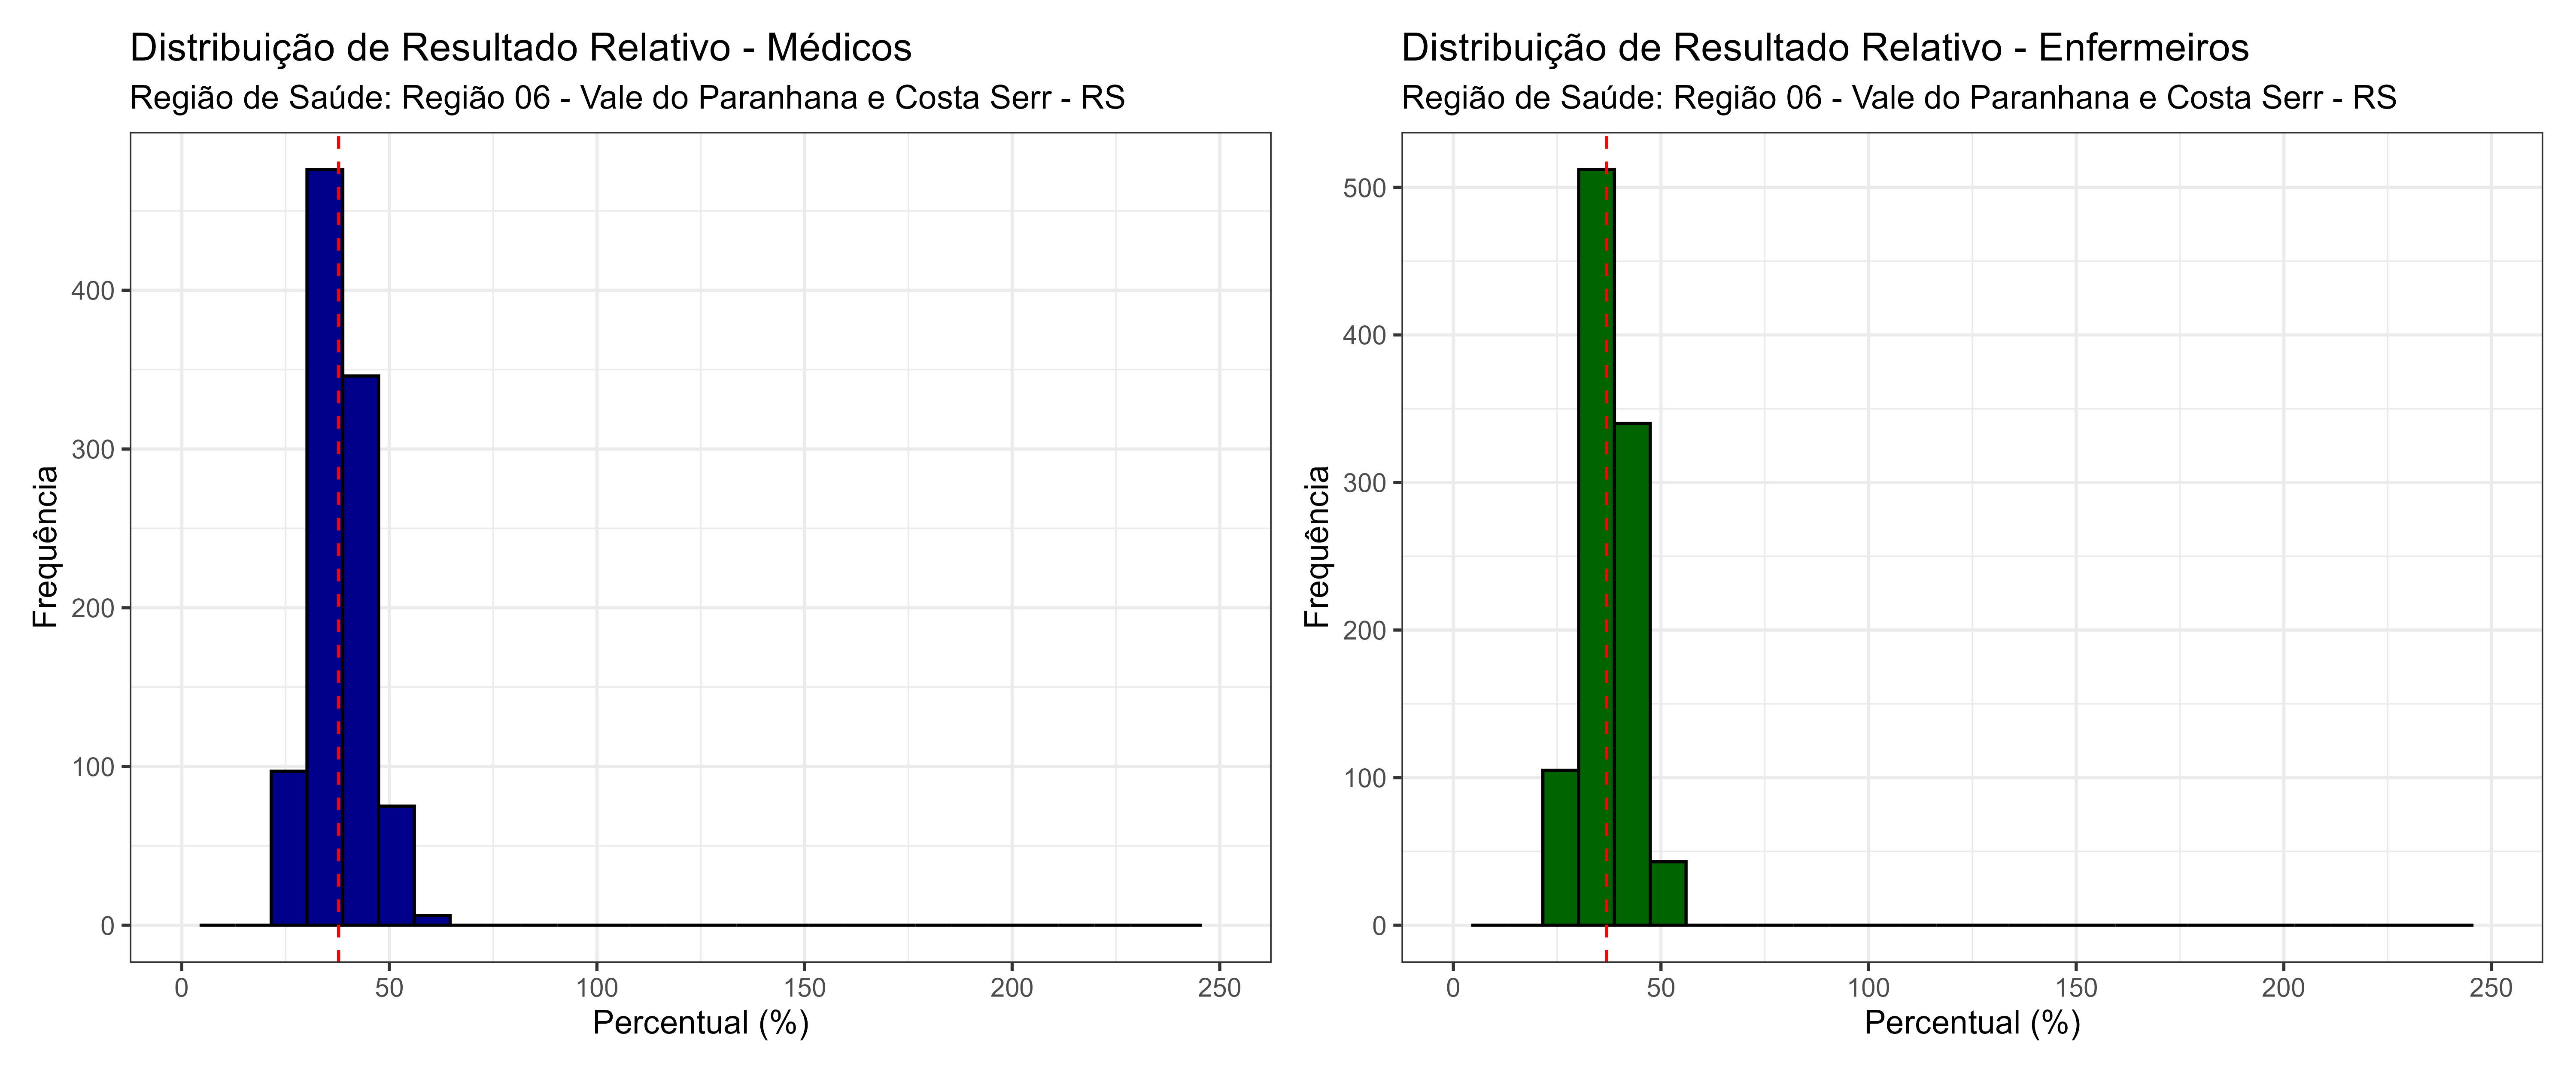 Distribuição de Resultado Relativo - Médicos
Região de Saúde: Região 06 - Vale do Paranhana e Costa Serr - RS
Frequência
400
300
200
100
0
0 50 100 150 200 250
Percentual (%)
Distribuição de Resultado Relativo - Enfermeiros
Região de Saúde: Região 06 - Vale do Paranhana e Costa Serr - RS
Frequência
500
400
300
200
100
0
0 50 100 150 200 250
Percentual (%)